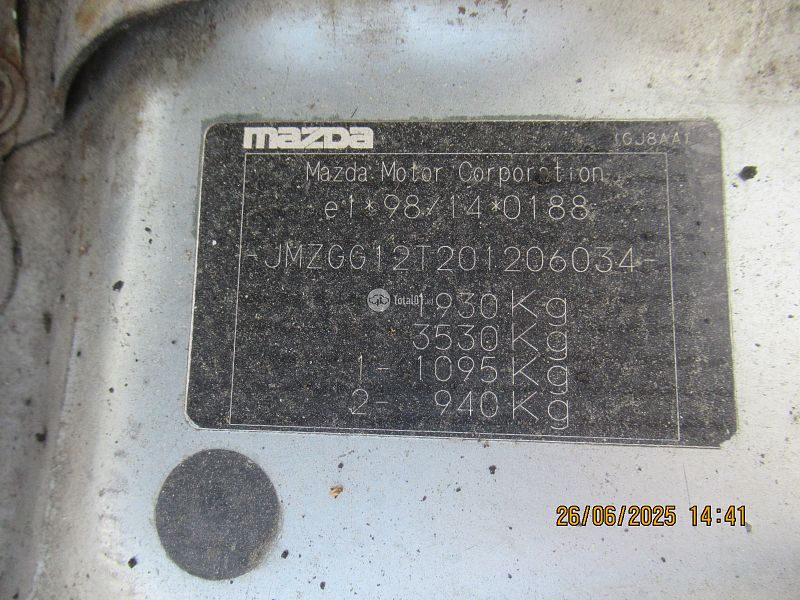 mazda (GJ8AA)
Mazda Motor Corporation
e1*98/14*0188
-JMZGG12T201206034-
1930 Kg
3530 Kg
1- 1095 Kg
2- 940 Kg
26/06/2025 14:41